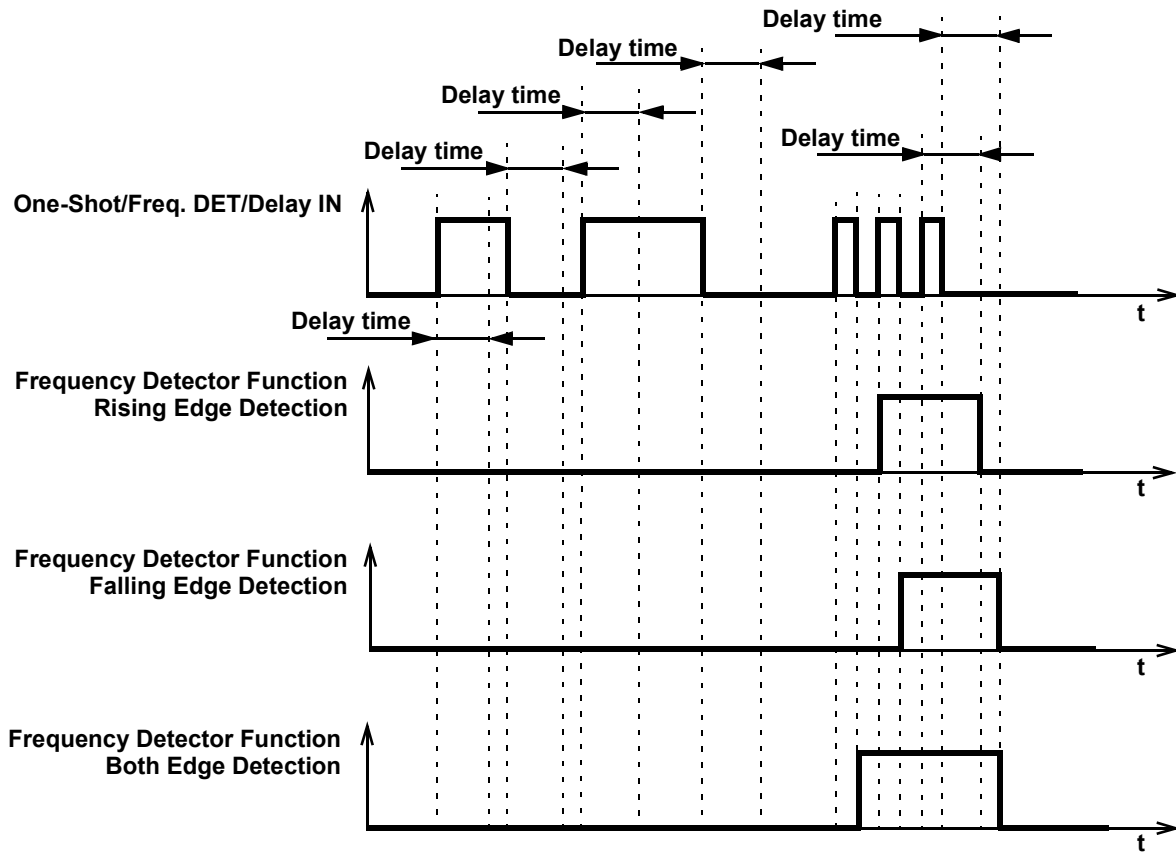 Delay time
Delay time
Delay time
Delay time
Delay time
One-Shot/Freq. DET/Delay IN
t
Delay time
Frequency Detector Function
Rising Edge Detection
t
Frequency Detector Function
Falling Edge Detection
t
Frequency Detector Function
Both Edge Detection
t